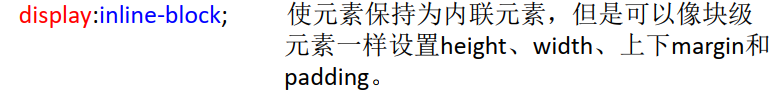 display:inline-block; 使元素保持为内联元素，但是可以像块级
元素一样设置height、width、上下margin和
padding。